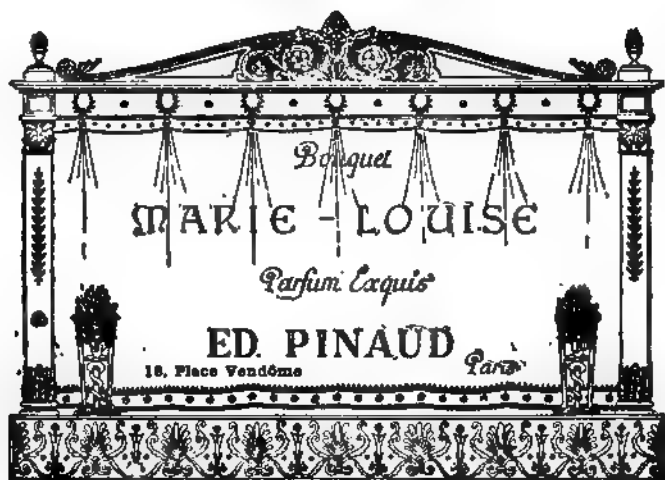 Bouquet
MARIE - LOUISE
Parfum Exquis
ED. PINAUD
18, Place Vendôme Paris